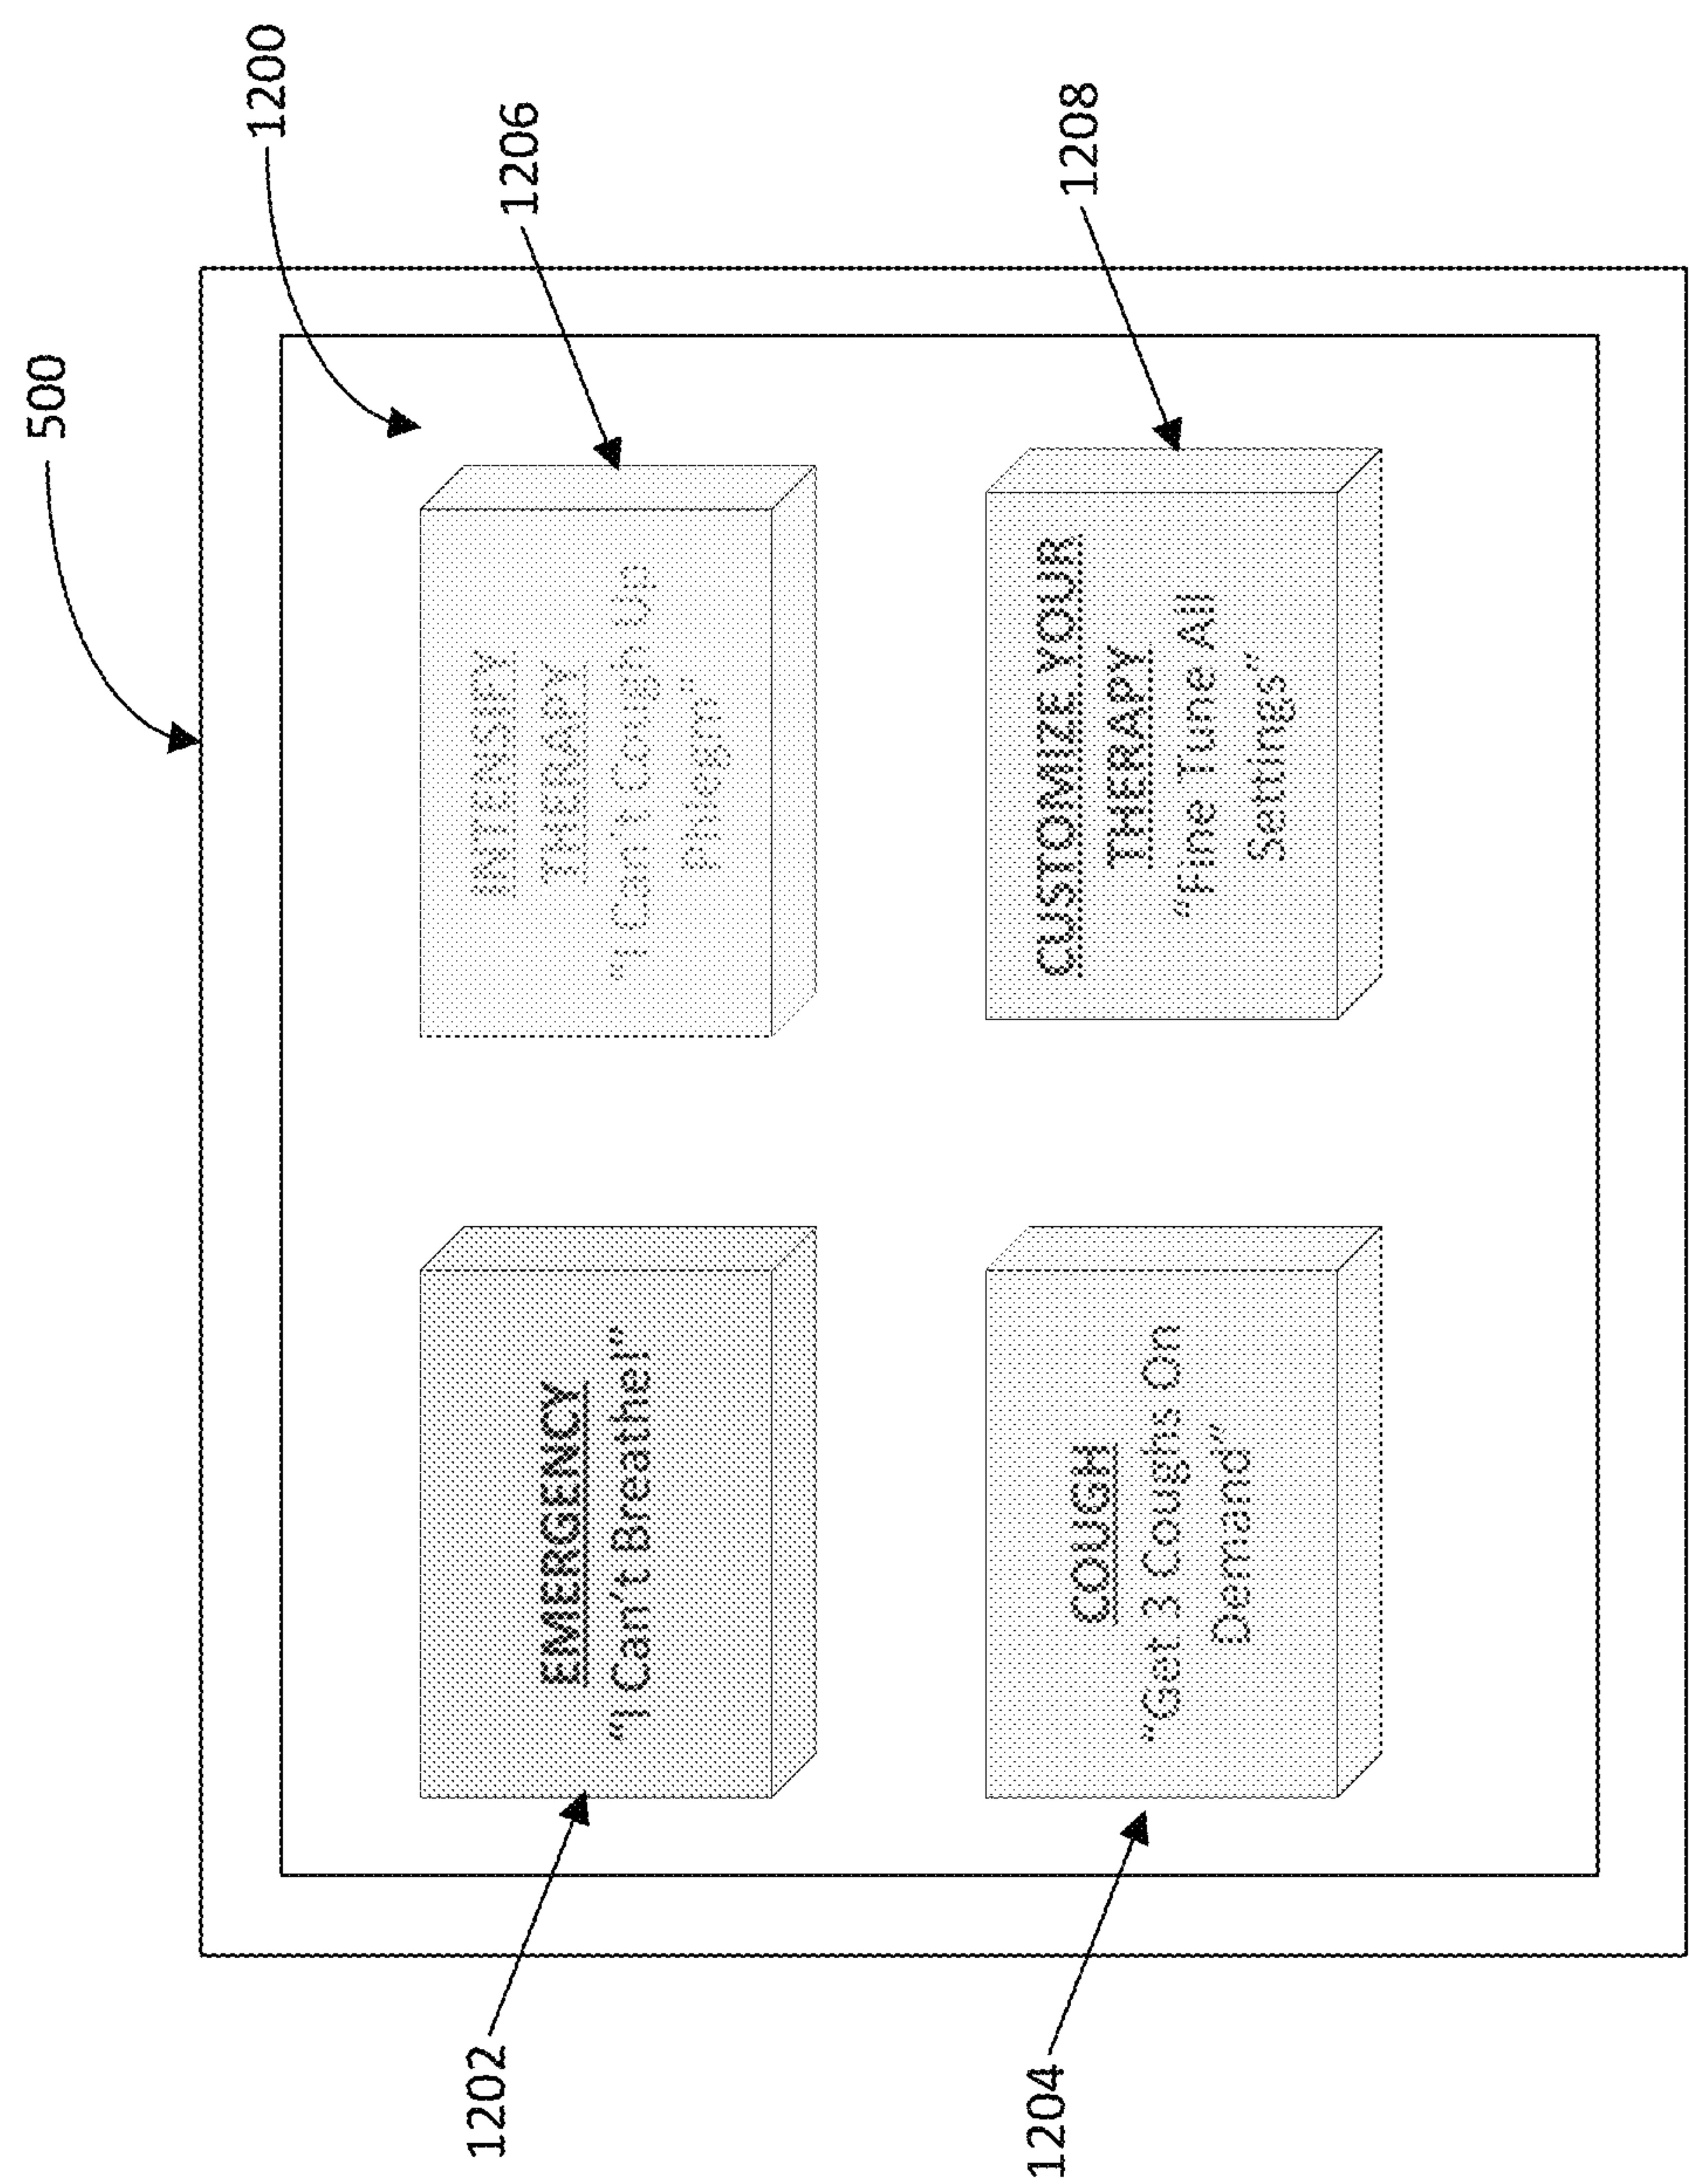 500
1200
1206
1208
1202
1204
EMERGENCY
“I Can’t Breathe!”
INTENSIFY
THERAPY
“I Can’t Cough Up
Phlegm”
COUGH
“Get 3 Coughs On
Demand”
CUSTOMIZE YOUR
THERAPY
“Fine Tune All
Settings”